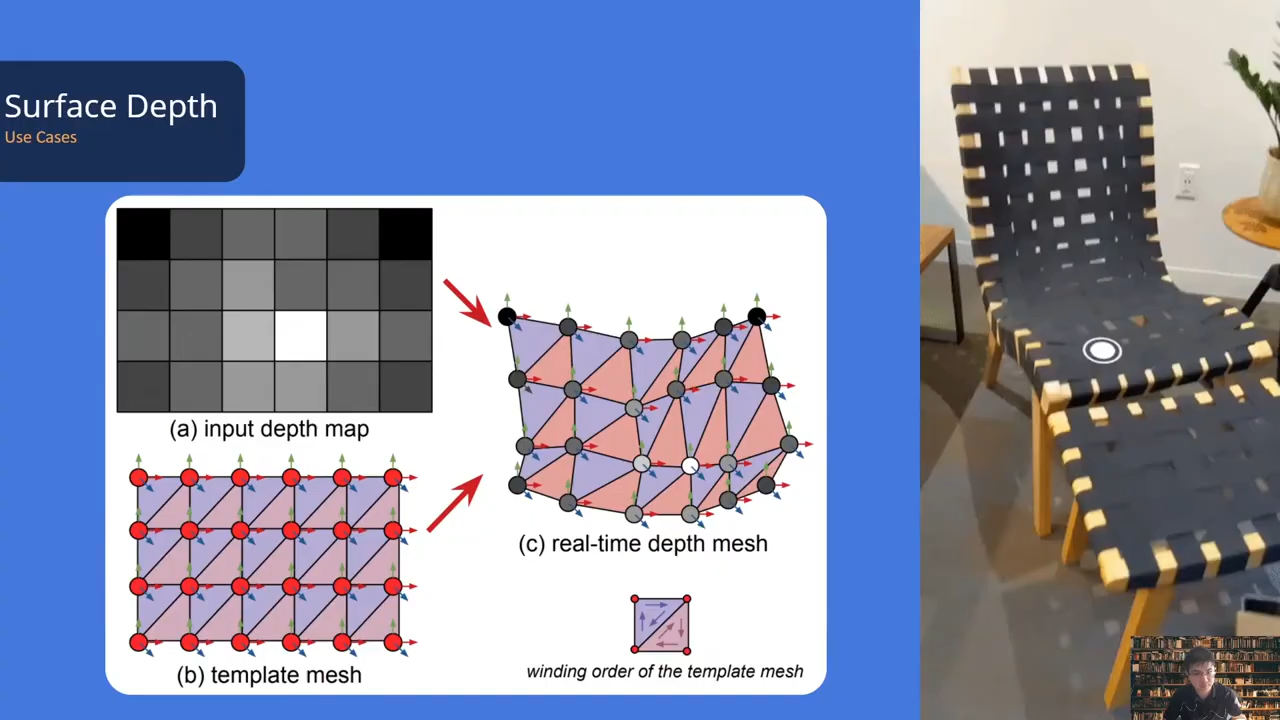 Surface Depth
Use Cases
(a) input depth map
(b) template mesh
(c) real-time depth mesh
winding order of the template mesh